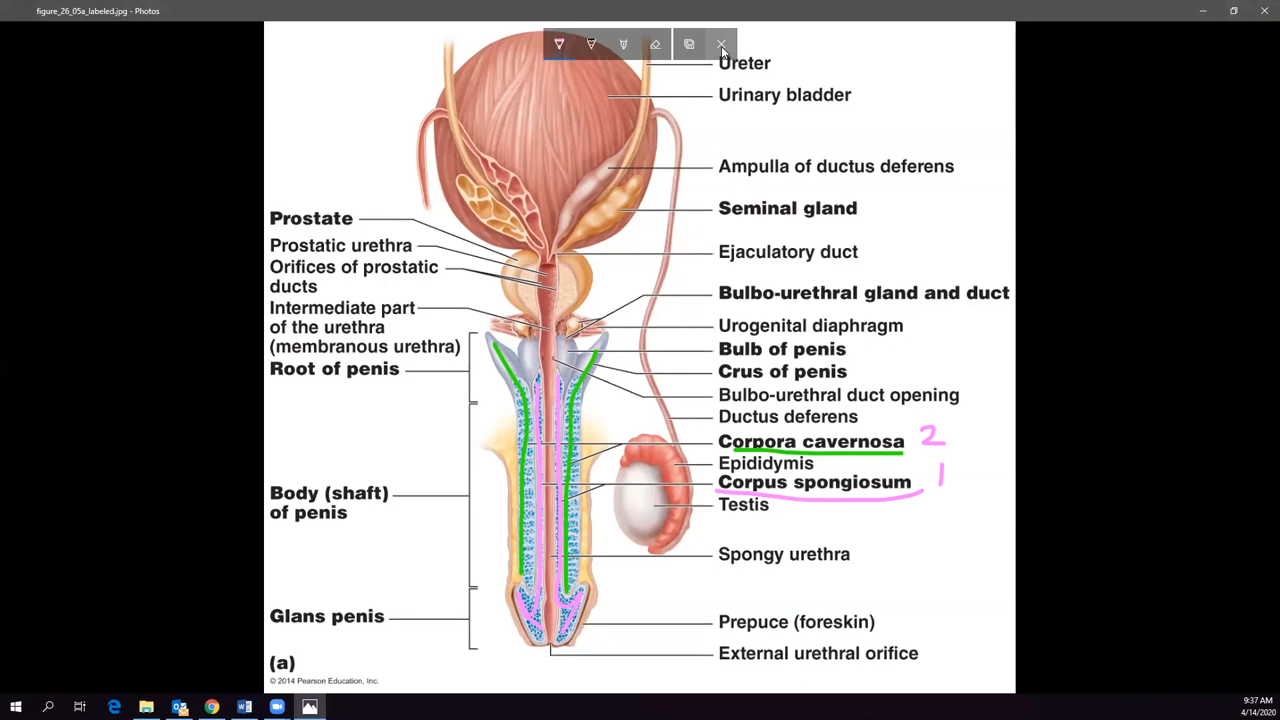 figure_26_05a_labeled.jpg - Photos
Ureter
Urinary bladder
Ampulla of ductus deferens
Seminal gland
Ejaculatory duct
Bulbo-urethral gland and duct
Urogenital diaphragm
Bulb of penis
Crus of penis
Bulbo-urethral duct opening
Ductus deferens
Corpora cavernosa 2
Epididymis
Corpus spongiosum 1
Testis
Spongy urethra
Prepuce (foreskin)
External urethral orifice
Prostate
Prostatic urethra
Orifices of prostatic
ducts
Intermediate part
of the urethra
(membranous urethra)
Root of penis
Body (shaft)
of penis
Glans penis
(a)
© 2014 Pearson Education, Inc.
9:37 AM
4/14/2020